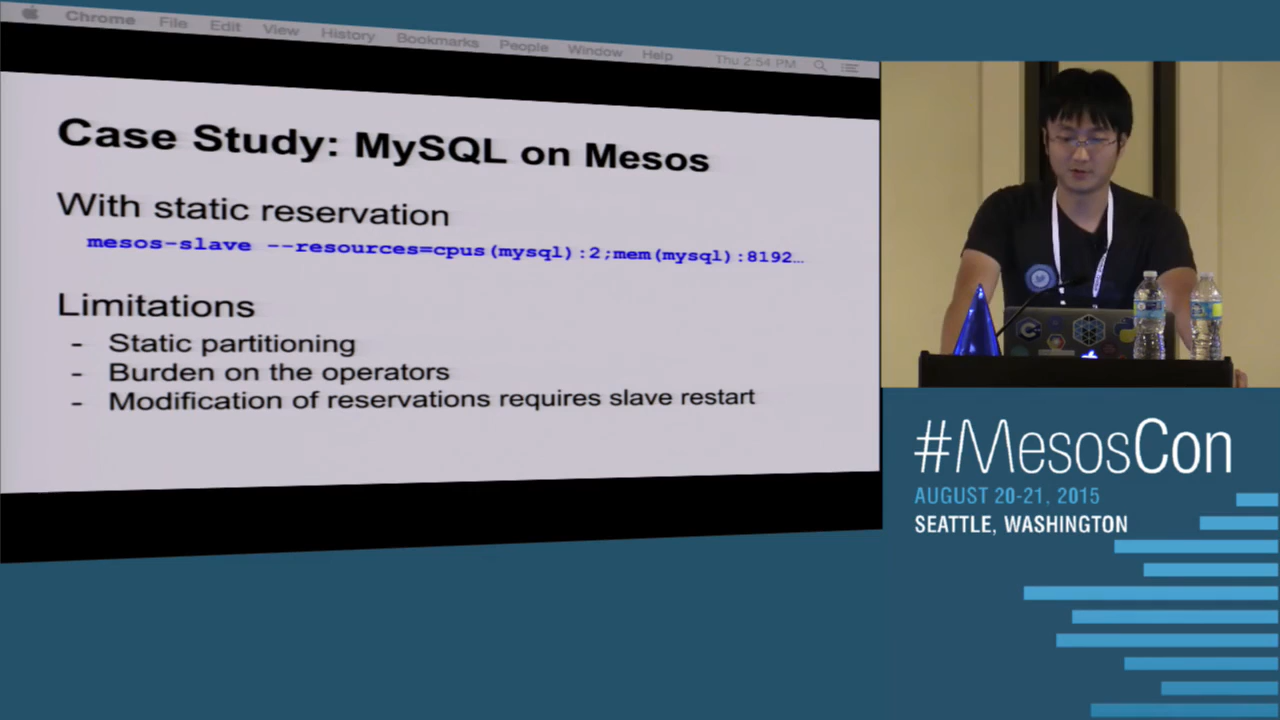 Chrome File Edit View History Bookmarks People Window Help Thu 2:54 PM
Case Study: MySQL on Mesos
With static reservation
mesos-slave --resources=cpus(mysql):2;mem(mysql):8192…
Limitations
- Static partitioning
- Burden on the operators
- Modification of reservations requires slave restart
#MesosCon
AUGUST 20-21, 2015
SEATTLE, WASHINGTON